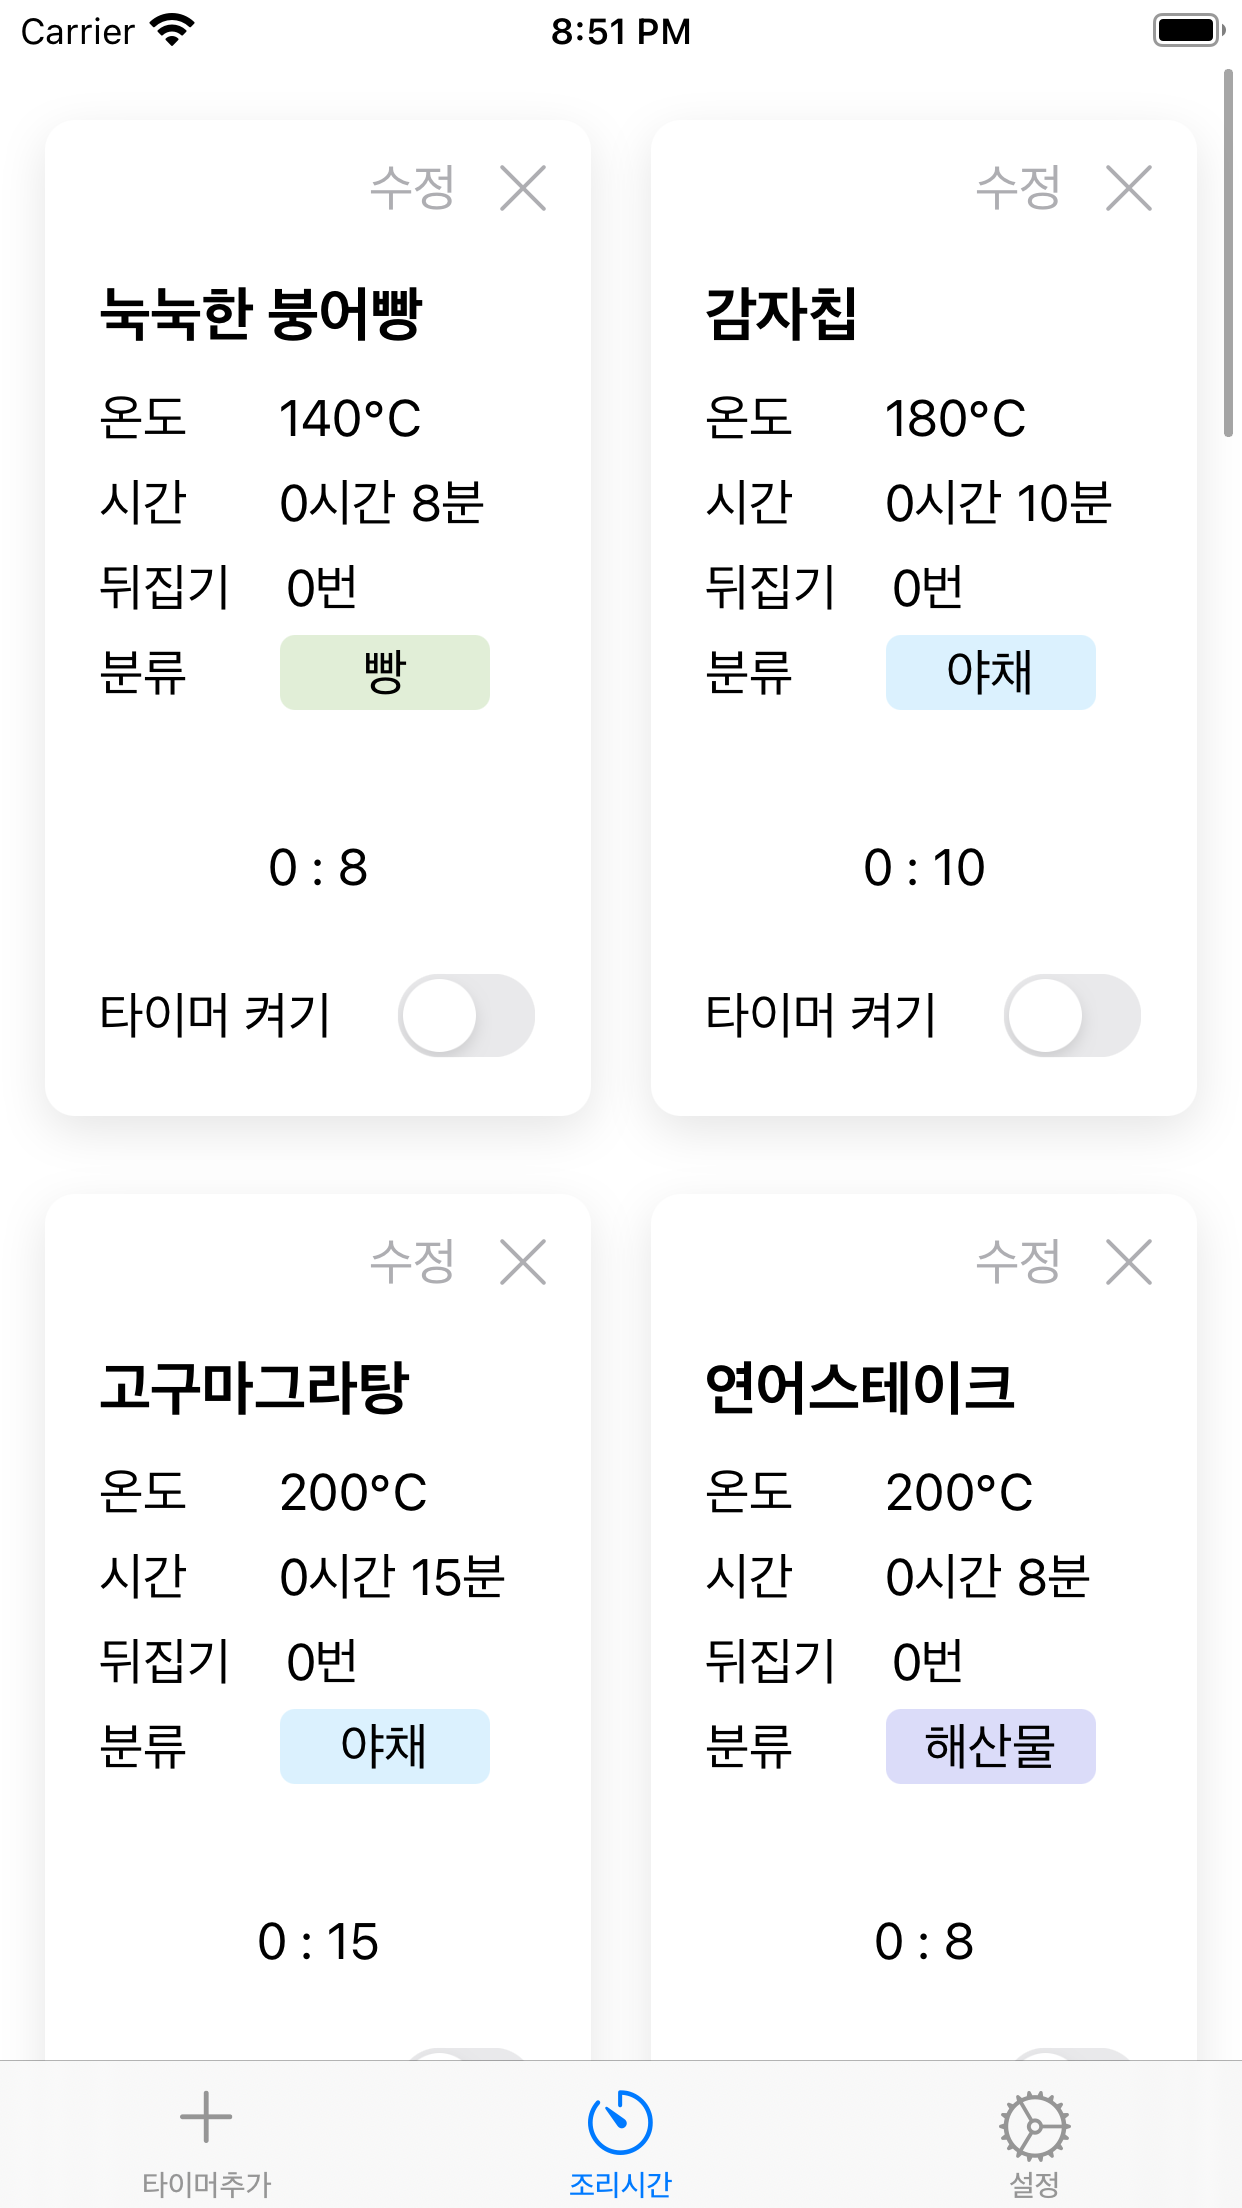 Carrier 8:51 PM
수정
눅눅한 붕어빵
온도 140°C
시간 0시간 8분
뒤집기 0번
분류 빵
0 : 8
타이머 켜기
수정
감자칩
온도 180°C
시간 0시간 10분
뒤집기 0번
분류 야채
0 : 10
타이머 켜기
수정
고구마그라탕
온도 200°C
시간 0시간 15분
뒤집기 0번
분류 야채
0 : 15
수정
연어스테이크
온도 200°C
시간 0시간 8분
뒤집기 0번
분류 해산물
0 : 8
타이머추가 조리시간 설정